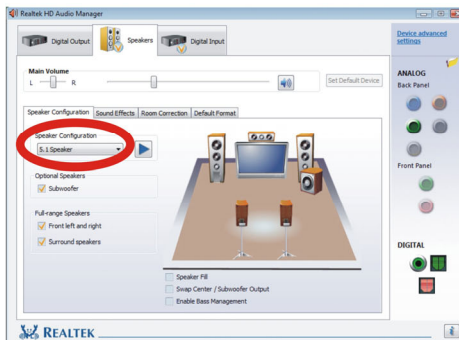 Realtek HD Audio Manager
Digital Output
Speakers
Digital Input
Device advanced
settings
Main Volume
L
R
Set Default Device
ANALOG
Back Panel
Speaker Configuration
Sound Effects
Room Correction
Default Format
Speaker Configuration
5.1 Speaker
Optional Speakers
Subwoofer
Front Panel
Full-range Speakers
Front left and right
Surround speakers
DIGITAL
Speaker Fill
Swap Center / Subwoofer Output
Enable Bass Management
REALTEK
i